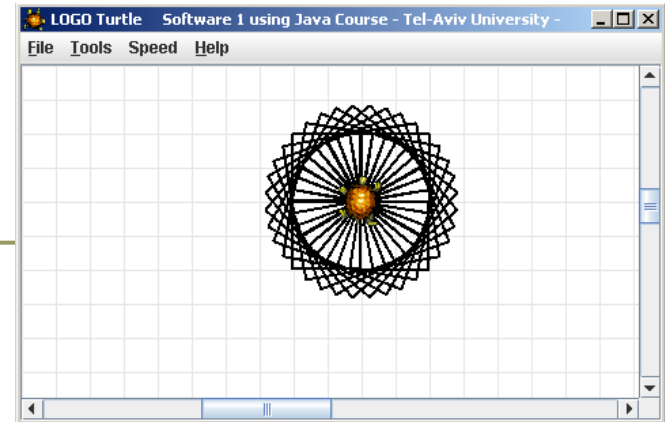 LOGO Turtle Software 1 using Java Course - Tel-Aviv University -
File Tools Speed Help